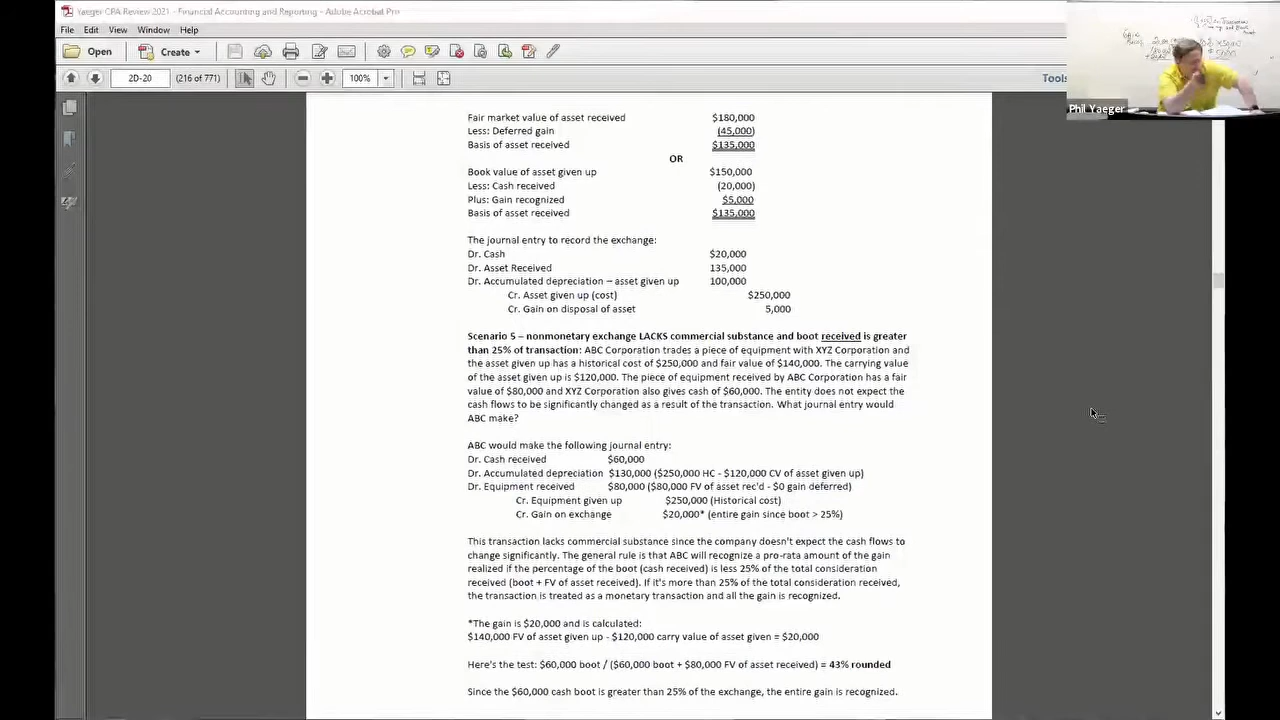 Yaeger CPA Review 2021 - Financial Accounting and Reporting - Adobe Acrobat Pro
File Edit View Window Help
Open Create
2D-20 (216 of 771) 100% Tools
Phil Yaeger
Fair market value of asset received $180,000
Less: Deferred gain (45,000)
Basis of asset received $135,000
OR
Book value of asset given up $150,000
Less: Cash received (20,000)
Plus: Gain recognized $5,000
Basis of asset received $135,000
The journal entry to record the exchange:
Dr. Cash $20,000
Dr. Asset Received 135,000
Dr. Accumulated depreciation – asset given up 100,000
Cr. Asset given up (cost) $250,000
Cr. Gain on disposal of asset 5,000
Scenario 5 – nonmonetary exchange LACKS commercial substance and boot received is greater
than 25% of transaction: ABC Corporation trades a piece of equipment with XYZ Corporation and
the asset given up has a historical cost of $250,000 and fair value of $140,000. The carrying value
of the asset given up is $120,000. The piece of equipment received by ABC Corporation has a fair
value of $80,000 and XYZ Corporation also gives cash of $60,000. The entity does not expect the
cash flows to be significantly changed as a result of the transaction. What journal entry would
ABC make?
ABC would make the following journal entry:
Dr. Cash received $60,000
Dr. Accumulated depreciation $130,000 ($250,000 HC - $120,000 CV of asset given up)
Dr. Equipment received $80,000 ($80,000 FV of asset rec'd - $0 gain deferred)
Cr. Equipment given up $250,000 (Historical cost)
Cr. Gain on exchange $20,000* (entire gain since boot > 25%)
This transaction lacks commercial substance since the company doesn't expect the cash flows to
change significantly. The general rule is that ABC will recognize a pro-rata amount of the gain
realized if the percentage of the boot (cash received) is less 25% of the total consideration
received (boot + FV of asset received). If it's more than 25% of the total consideration received,
the transaction is treated as a monetary transaction and all the gain is recognized.
*The gain is $20,000 and is calculated:
$140,000 FV of asset given up - $120,000 carry value of asset given = $20,000
Here's the test: $60,000 boot / ($60,000 boot + $80,000 FV of asset received) = 43% rounded
Since the $60,000 cash boot is greater than 25% of the exchange, the entire gain is recognized.